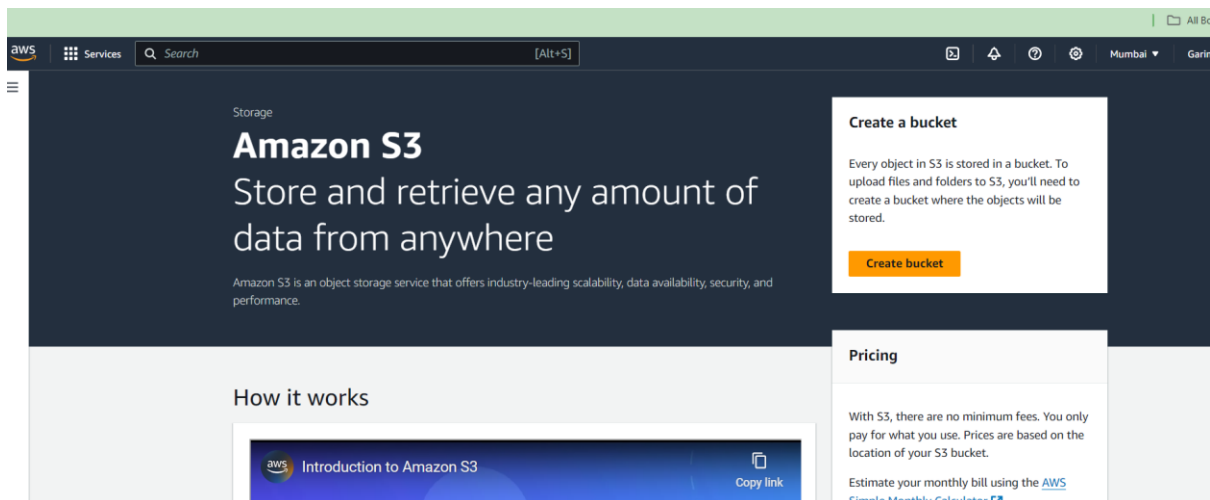 All Bo
aws Services Search [Alt+S] Mumbai Garim
Storage
Amazon S3
Store and retrieve any amount of
data from anywhere
Amazon S3 is an object storage service that offers industry-leading scalability, data availability, security, and
performance.
Create a bucket
Every object in S3 is stored in a bucket. To
upload files and folders to S3, you'll need to
create a bucket where the objects will be
stored.
Create bucket
Pricing
With S3, there are no minimum fees. You only
pay for what you use. Prices are based on the
location of your S3 bucket.
Estimate your monthly bill using the AWS
Simple Monthly Calculator
How it works
aws Introduction to Amazon S3
Copy link